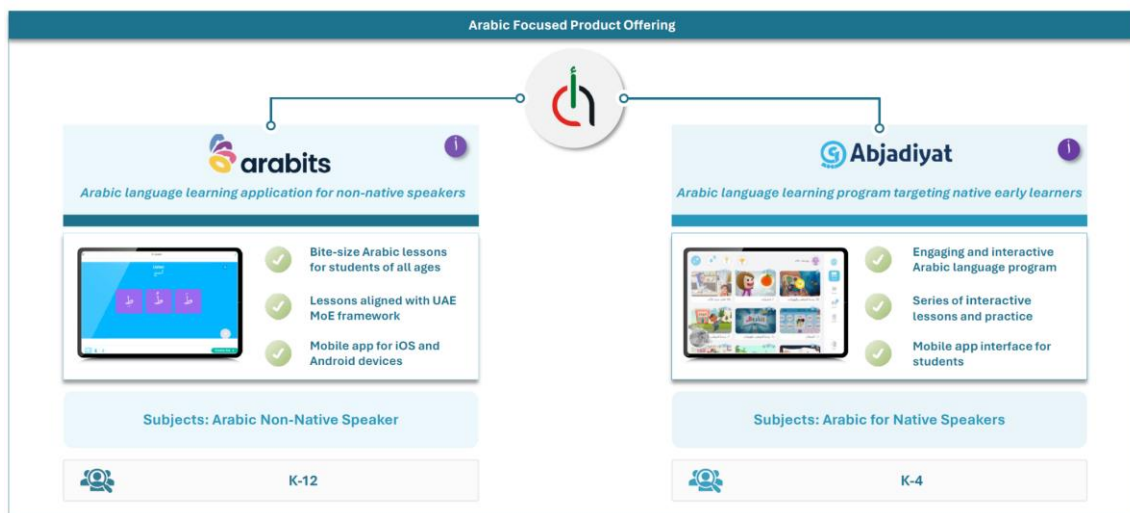 Arabic Focused Product Offering
أ
arabits
أ
Arabic language learning application for non-native speakers
Bite-size Arabic lessons
for students of all ages
Lessons aligned with UAE
MoE framework
Mobile app for iOS and
Android devices
Subjects: Arabic Non-Native Speaker
K-12
Abjadiyat
أ
Arabic language learning program targeting native early learners
Engaging and interactive
Arabic language program
Series of interactive
lessons and practice
Mobile app interface for
students
Subjects: Arabic for Native Speakers
K-4